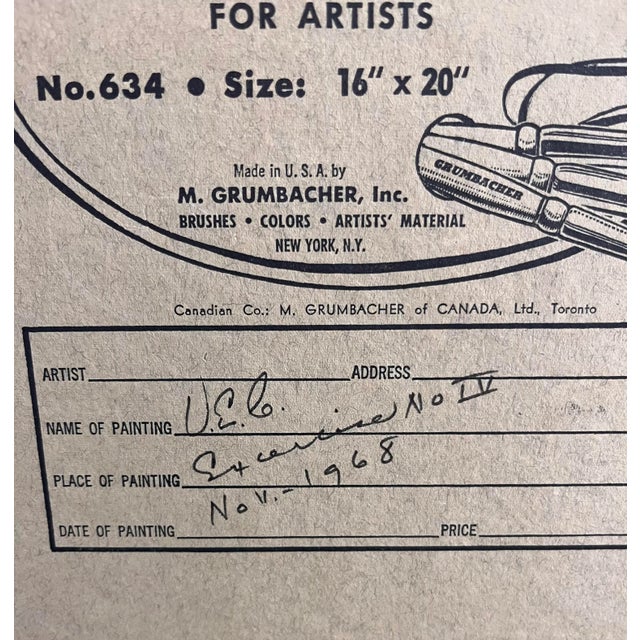 FOR ARTISTS
No.634 • Size: 16" x 20"
GRUMBACHER
Made in U. S. A. by
M. GRUMBACHER, Inc.
BRUSHES • COLORS • ARTISTS' MATERIAL
NEW YORK, N.Y.
Canadian Co.: M. GRUMBACHER of CANADA, Ltd., Toronto
ARTIST ADDRESS
V.E.C.
NAME OF PAINTING
Excercise No IV
PLACE OF PAINTING
Nov. - 1968
DATE OF PAINTING PRICE